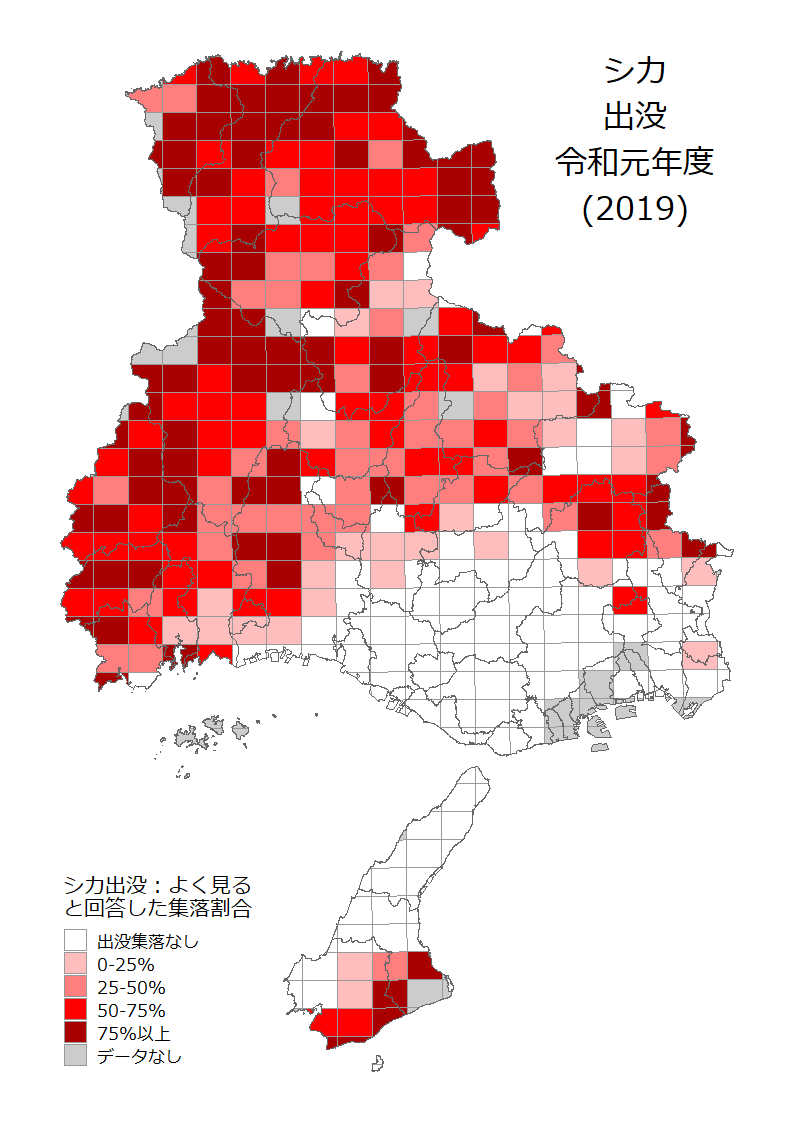 シカ
出没
令和元年度
(2019)
シカ出没：よく見る
と回答した集落割合
出没集落なし
0-25%
25-50%
50-75%
75%以上
データなし